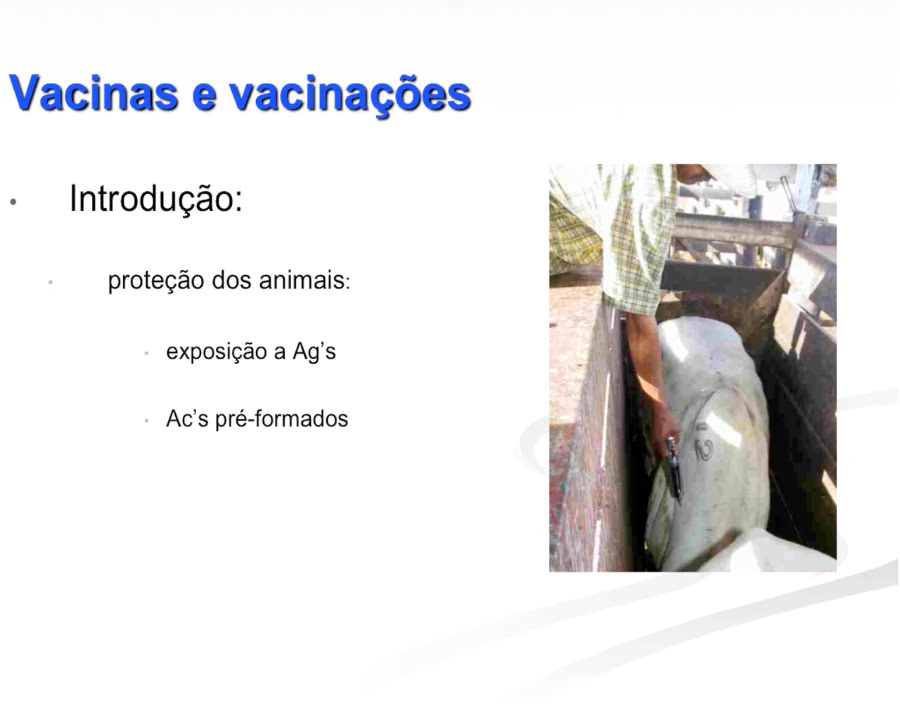 Vacinas e vacinações
• Introdução:
• proteção dos animais:
• exposição a Ag’s
• Ac’s pré-formados